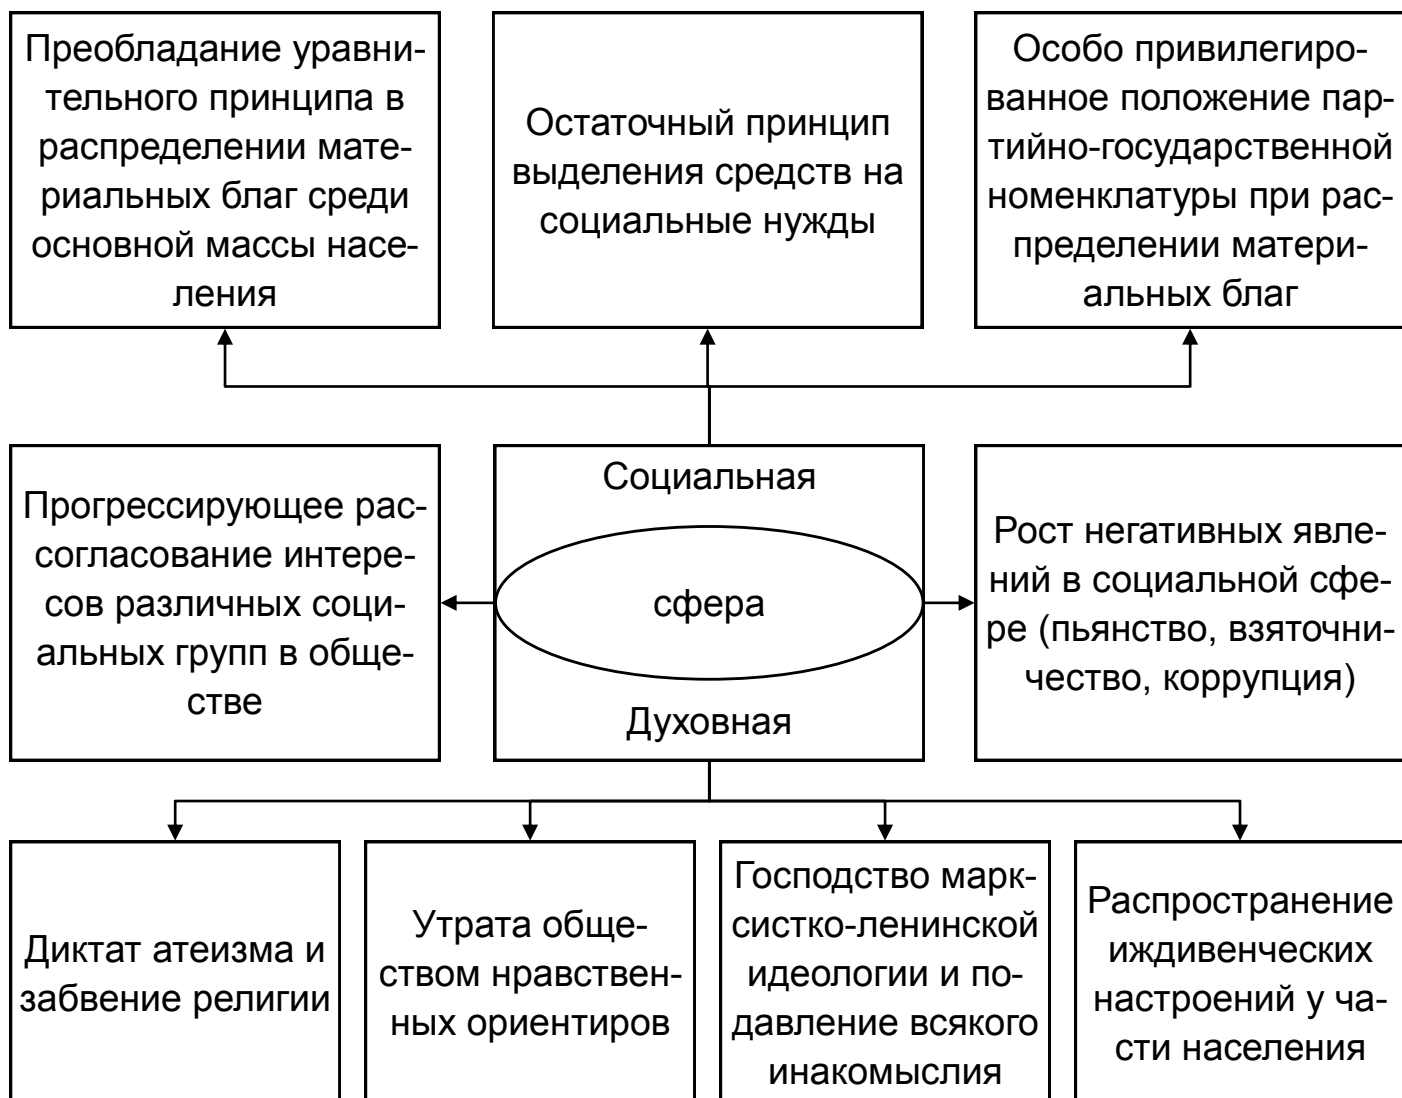 Преобладание уравни-
тельного принципа в
распределении мате-
риальных благ среди
основной массы насе-
ления
Остаточный принцип
выделения средств на
социальные нужды
Особо привилегиро-
ванное положение пар-
тийно-государственной
номенклатуры при рас-
пределении матери-
альных благ
Прогрессирующее рас-
согласование интере-
сов различных соци-
альных групп в обще-
стве
Социальная
сфера
Духовная
Рост негативных явле-
ний в социальной сфе-
ре (пьянство, взяточни-
чество, коррупция)
Диктат атеизма и
забвение религии
Утрата обще-
ством нравствен-
ных ориентиров
Господство марк-
систко-ленинской
идеологии и по-
давление всякого
инакомыслия
Распространение
иждивенческих
настроений у ча-
сти населения